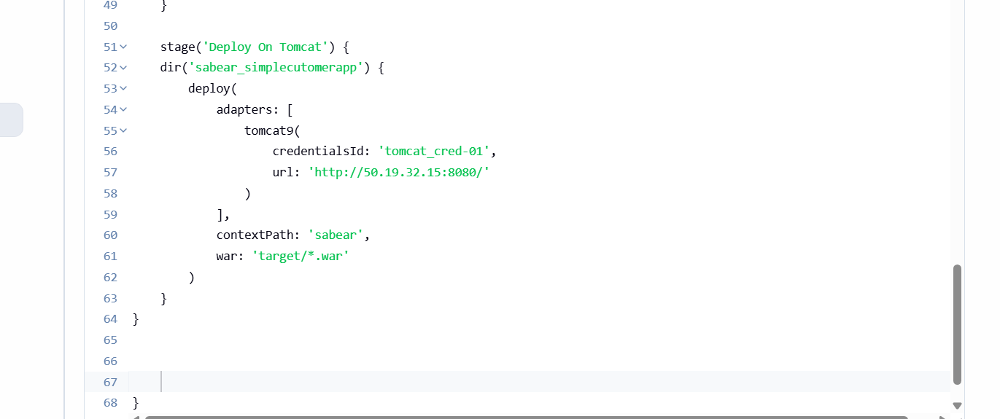 49 }
50
51 stage('Deploy On Tomcat') {
52 dir('sabear_simplecutomerapp') {
53 deploy(
54 adapters: [
55 tomcat9(
56 credentialsId: 'tomcat_cred-01',
57 url: 'http://50.19.32.15:8080/'
58 )
59 ],
60 contextPath: 'sabear',
61 war: 'target/*.war'
62 )
63 }
64 }
65
66
67
68 }